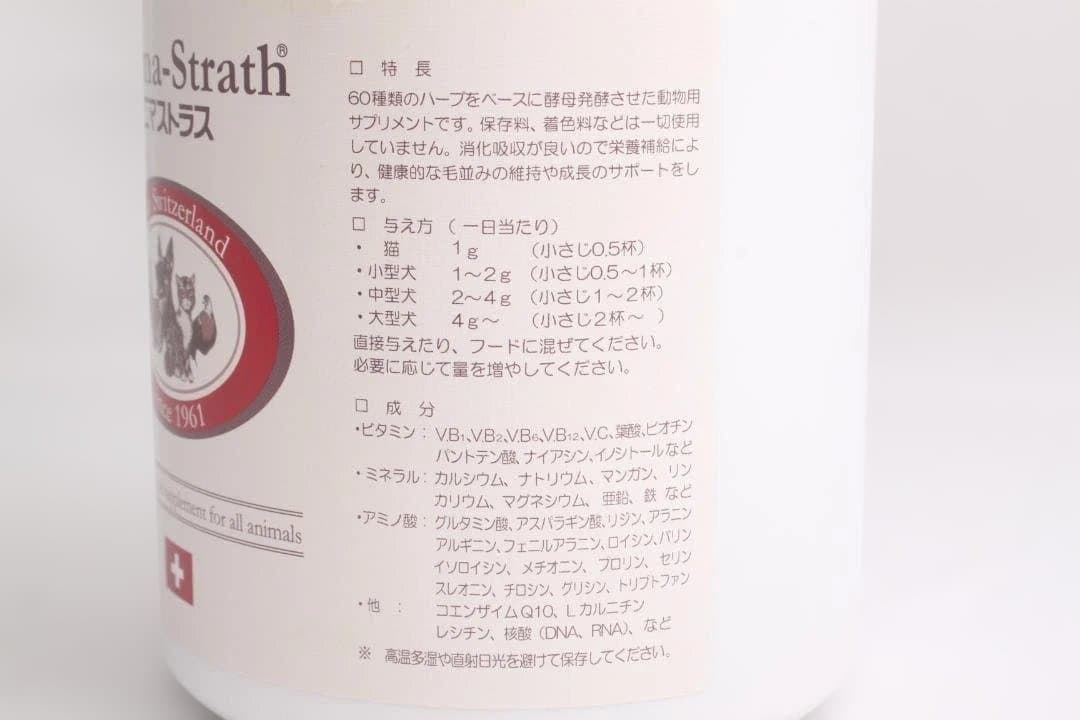 na-Strath®
ニマストラス
Switzerland
Since 1961
supplement for all animals
□ 特 長
60種類のハーブをベースに酵母発酵させた動物用
サプリメントです。保存料、着色料などは一切使用
していません。消化吸収が良いので栄養補給によ
り、健康的な毛並みの維持や成長のサポートをし
ます。
□ 与え方 (一日当たり)
・ 猫 1g (小さじ0.5杯)
・小型犬 1〜2g (小さじ0.5〜1杯)
・中型犬 2〜4g (小さじ1〜2杯)
・大型犬 4g〜 (小さじ2杯〜 )
直接与えたり、フードに混ぜてください。
必要に応じて量を増やしてください。
□ 成 分
・ビタミン: V.B1、V.B2、V.B6、V.B12、V.C、葉酸、ビオチン
パントテン酸、ナイアシン、イノシトールなど
・ミネラル: カルシウム、ナトリウム、マンガン、リン
カリウム、マグネシウム、亜鉛、鉄 など
・アミノ酸: グルタミン酸、アスパラギン酸、リジン、アラニン
アルギニン、フェニルアラニン、ロイシン、バリン
イソロイシン、メチオニン、プロリン、セリン
スレオニン、チロシン、グリシン、トリプトファン
・他 : コエンザイムQ10、Lカルニチン
レシチン、核酸(DNA、RNA)、など
※ 高温多湿や直射日光を避けて保存してください。